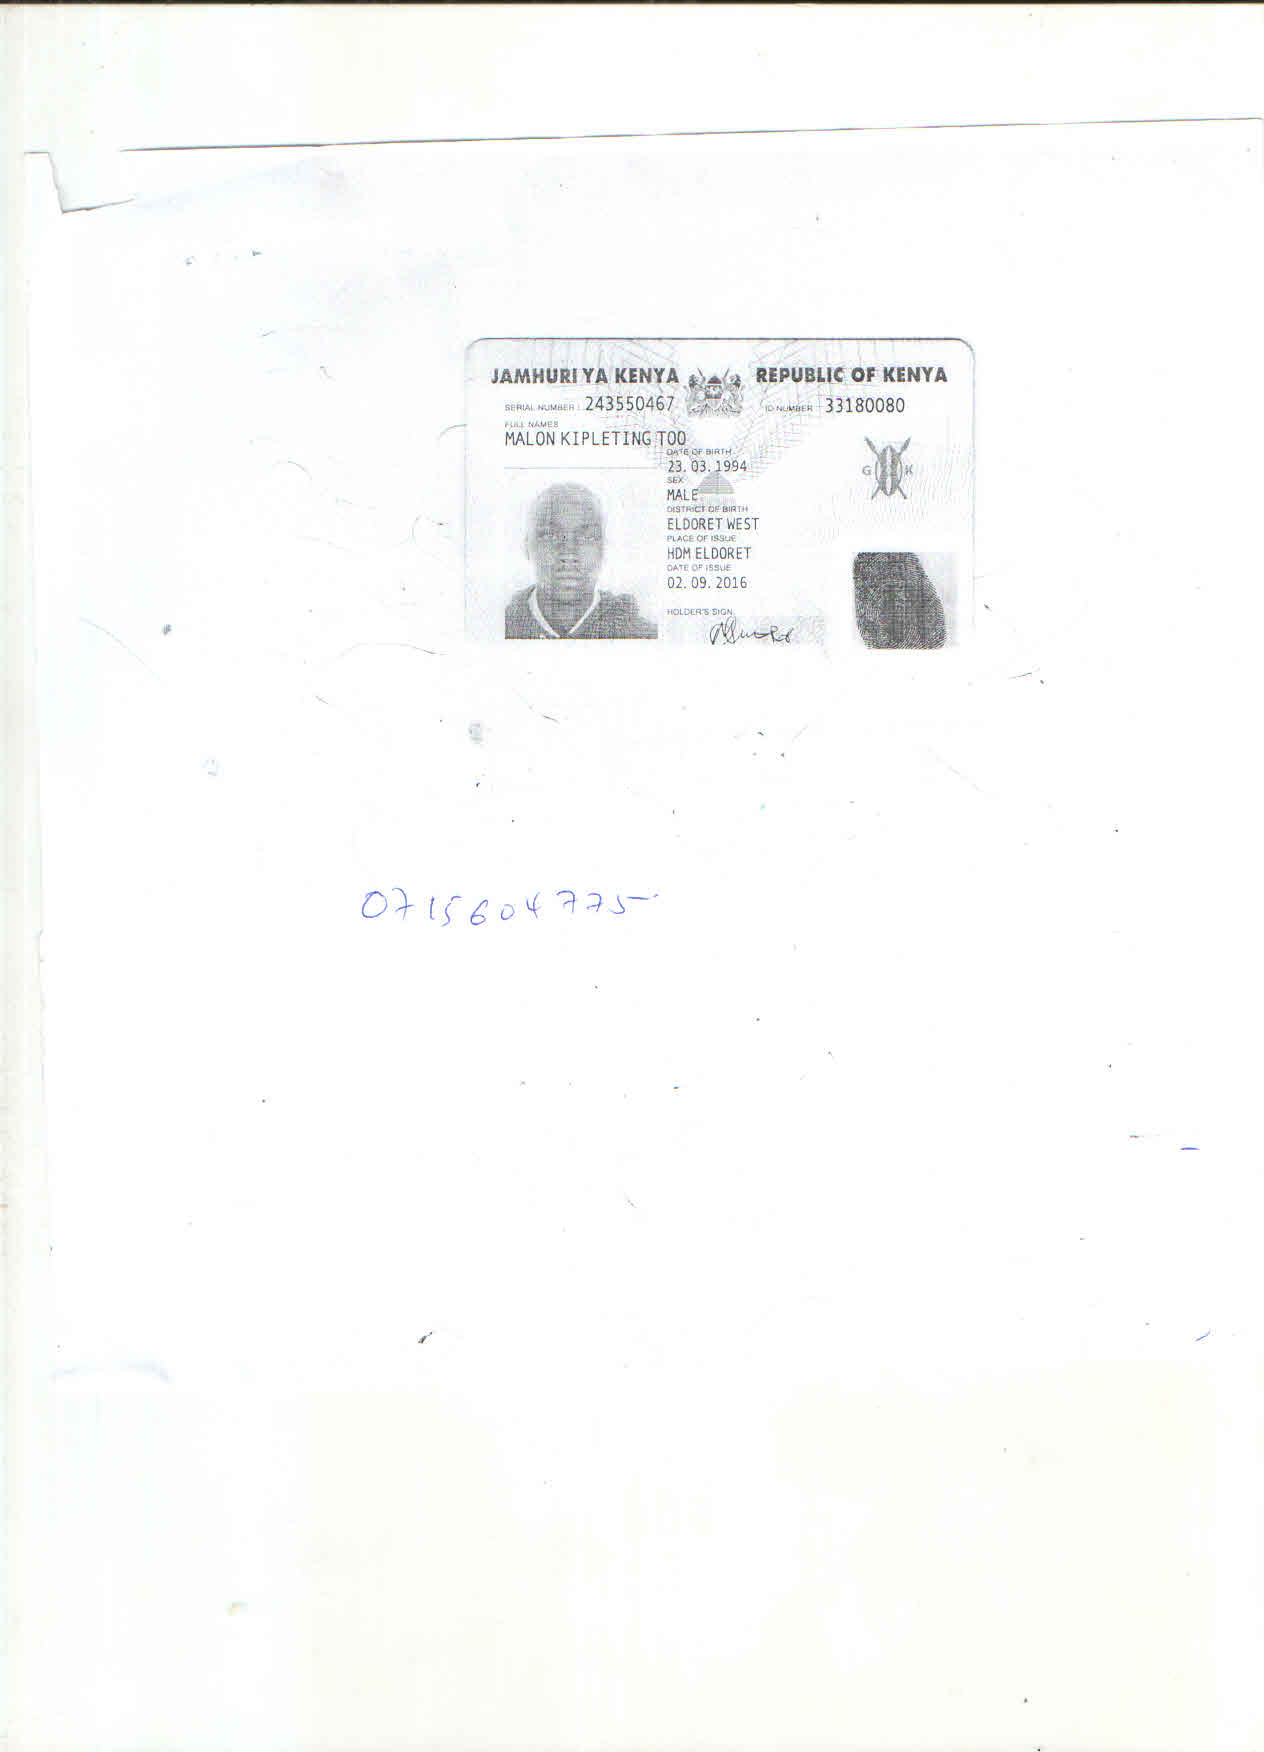 JAMHURI YA KENYA REPUBLIC OF KENYA
SERIAL NUMBER : 243550467 ID NUMBER 33180080
FULL NAMES
MALON KIPLETING TOO
DATE OF BIRTH
23. 03. 1994
SEX
MALE
G K
DISTRICT OF BIRTH
ELDORET WEST
PLACE OF ISSUE
HDM ELDORET
DATE OF ISSUE
02. 09. 2016
HOLDER'S SIGN.
0715604775